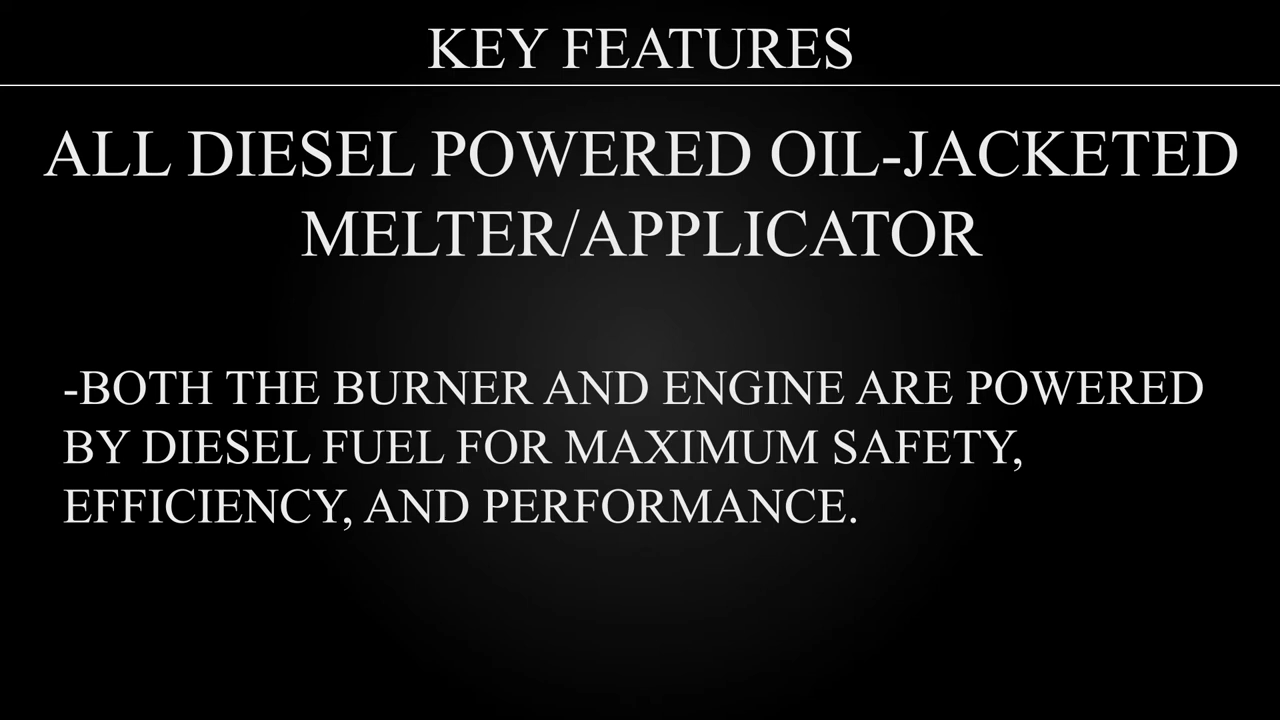 KEY FEATURES
ALL DIESEL POWERED OIL-JACKETED
MELTER/APPLICATOR
-BOTH THE BURNER AND ENGINE ARE POWERED
BY DIESEL FUEL FOR MAXIMUM SAFETY,
EFFICIENCY, AND PERFORMANCE.